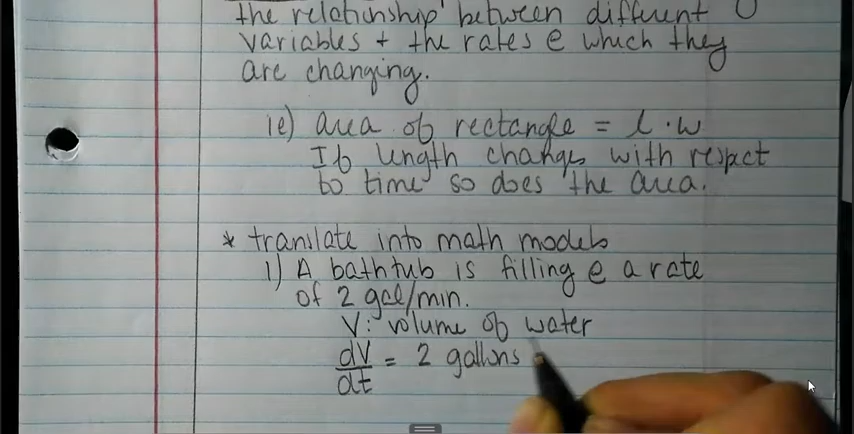 the relationship between different
variables + the rates @ which they
are changing.
ie) area of rectangle = l · w
If length changes with respect
to time so does the area.
* translate into math models
1) A bathtub is filling @ a rate
of 2 gal/min.
V: volume of water
dV/dt = 2 gallons